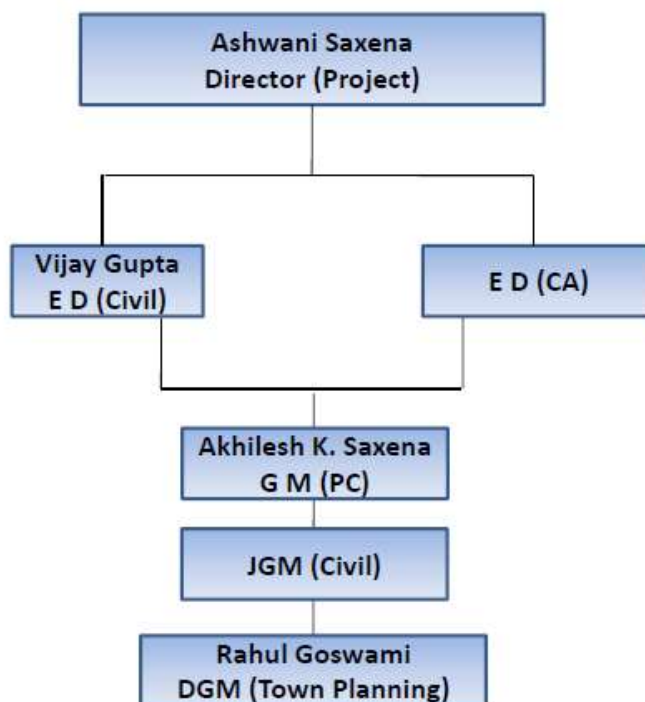 Ashwani Saxena
Director (Project)
Vijay Gupta
E D (Civil)
E D (CA)
Akhilesh K. Saxena
G M (PC)
JGM (Civil)
Rahul Goswami
DGM (Town Planning)